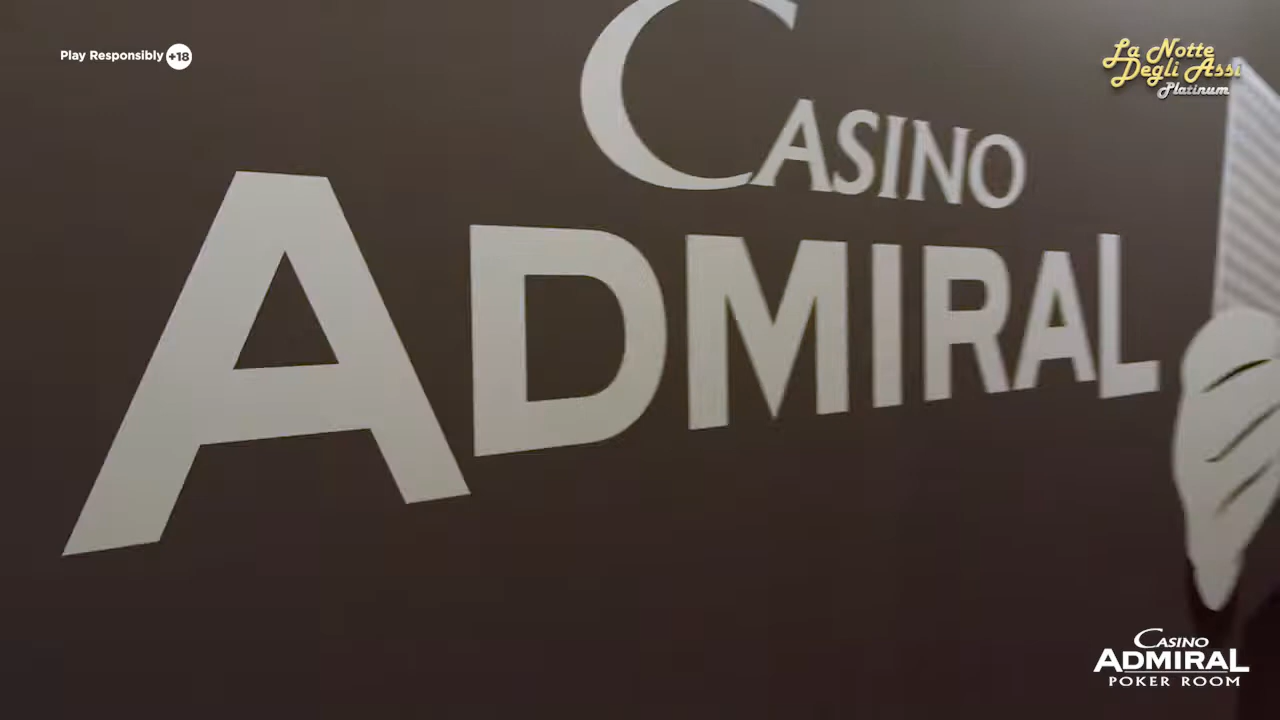 Play Responsibly +18
La Notte
Degli Assi
Platinum
CASINO
ADMIRAL
CASINO
ADMIRAL
POKER ROOM